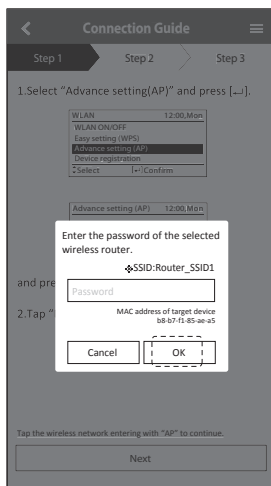 Connection Guide
Step 1 Step 2 Step 3
1.Select “Advance setting(AP)” and press [↵].
WLAN 12:00,Mon
WLAN ON/OFF
Easy setting (WPS)
Advance setting (AP)
Device registration
Select [↵]Confirm
Advance setting (AP) 12:00,Mon
Enter the password of the selected
wireless router.
SSID:Router_SSID1
and pre
Password
MAC address of target device
b8-b7-f1-85-ae-a5
2.Tap “
Cancel OK
Tap the wireless network entering with “AP” to continue.
Next